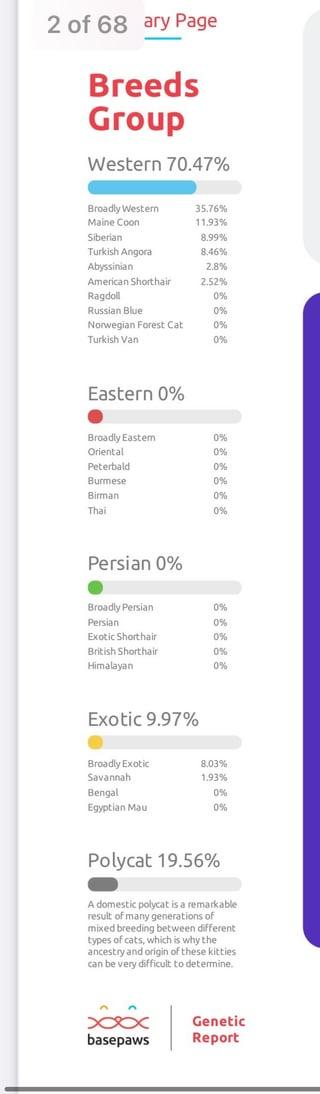 2 of 68 ary Page
Breeds
Group
Western 70.47%
Broadly Western 35.76%
Maine Coon 11.93%
Siberian 8.99%
Turkish Angora 8.46%
Abyssinian 2.8%
American Shorthair 2.52%
Ragdoll 0%
Russian Blue 0%
Norwegian Forest Cat 0%
Turkish Van 0%
Eastern 0%
Broadly Eastern 0%
Oriental 0%
Peterbald 0%
Burmese 0%
Birman 0%
Thai 0%
Persian 0%
Broadly Persian 0%
Persian 0%
Exotic Shorthair 0%
British Shorthair 0%
Himalayan 0%
Exotic 9.97%
Broadly Exotic 8.03%
Savannah 1.93%
Bengal 0%
Egyptian Mau 0%
Polycat 19.56%
A domestic polycat is a remarkable
result of many generations of
mixed breeding between different
types of cats, which is why the
ancestry and origin of these kitties
can be very difficult to determine.
basepaws
Genetic
Report